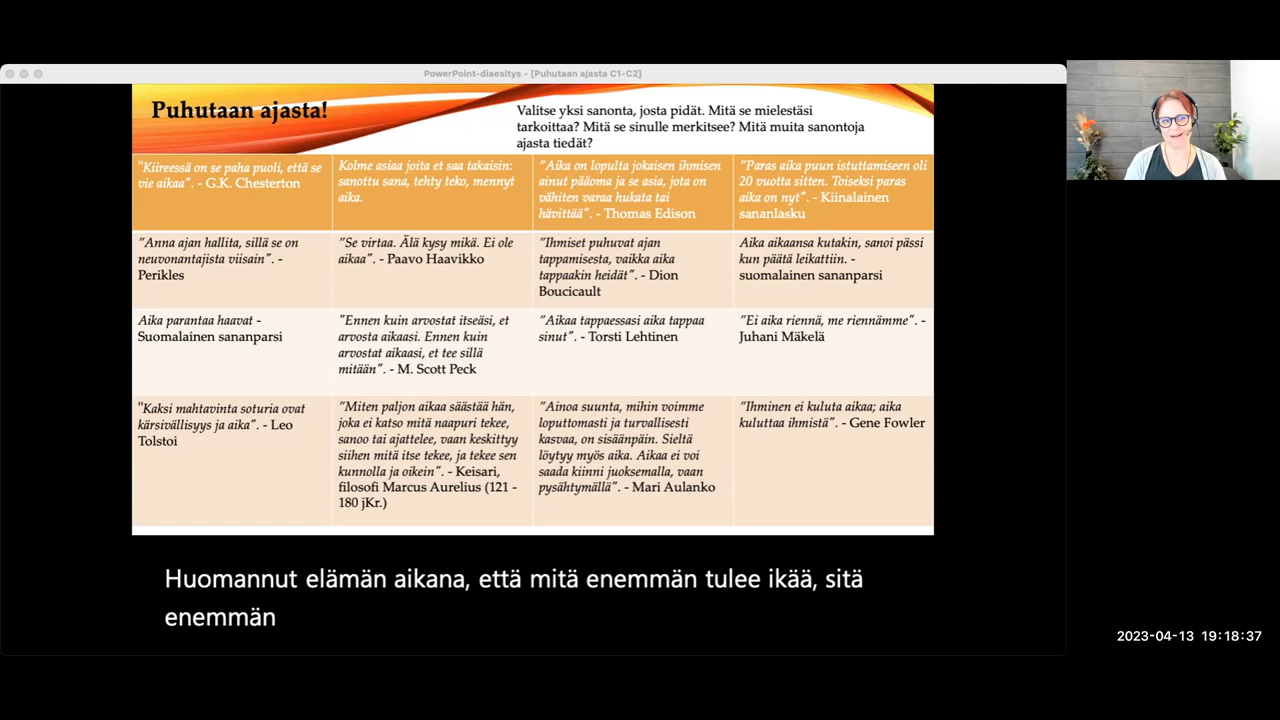 PowerPoint-diaesitys - [Puhutaan ajasta C1-C2]
Puhutaan ajasta!
Valitse yksi sanonta, josta pidät. Mitä se mielestäsi
tarkoittaa? Mitä se sinulle merkitsee? Mitä muita sanontoja
ajasta tiedät?
"Kiireessä on se paha puoli, että se
vie aikaa". - G.K. Chesterton
Kolme asiaa joita et saa takaisin:
sanottu sana, tehty teko, mennyt
aika.
"Aika on lopulta jokaisen ihmisen
ainut pääoma ja se asia, jota on
vähiten varaa hukata tai
hävittää". - Thomas Edison
"Paras aika puun istuttamiseen oli
20 vuotta sitten. Toiseksi paras
aika on nyt". - Kiinalainen
sananlasku
"Anna ajan hallita, sillä se on
neuvonantajista viisain". -
Perikles
"Se virtaa. Älä kysy mikä. Ei ole
aikaa". - Paavo Haavikko
"Ihmiset puhuvat ajan
tappamisesta, vaikka aika
tappaakin heidät". - Dion
Boucicault
Aika aikaansa kutakin, sanoi pässi
kun päätä leikattiin. -
suomalainen sananparsi
Aika parantaa haavat -
Suomalainen sananparsi
"Ennen kuin arvostat itseäsi, et
arvosta aikaasi. Ennen kuin
arvostat aikaasi, et tee sillä
mitään". - M. Scott Peck
"Aikaa tappaessasi aika tappaa
sinut". - Torsti Lehtinen
"Ei aika riennä, me riennämme". -
Juhani Mäkelä
"Kaksi mahtavinta soturia ovat
kärsivällisyys ja aika". - Leo
Tolstoi
"Miten paljon aikaa säästää hän,
joka ei katso mitä naapuri tekee,
sanoo tai ajattelee, vaan keskittyy
siihen mitä itse tekee, ja tekee sen
kunnolla ja oikein". - Keisari,
filosofi Marcus Aurelius (121 -
180 jKr.)
"Ainoa suunta, mihin voimme
loputtomasti ja turvallisesti
kasvaa, on sisäänpäin. Sieltä
löytyy myös aika. Aikaa ei voi
saada kiinni juoksemalla, vaan
pysähtymällä". - Mari Aulanko
"Ihminen ei kuluta aikaa; aika
kuluttaa ihmistä". - Gene Fowler
Huomannut elämän aikana, että mitä enemmän tulee ikää, sitä
enemmän
2023-04-13 19:18:37